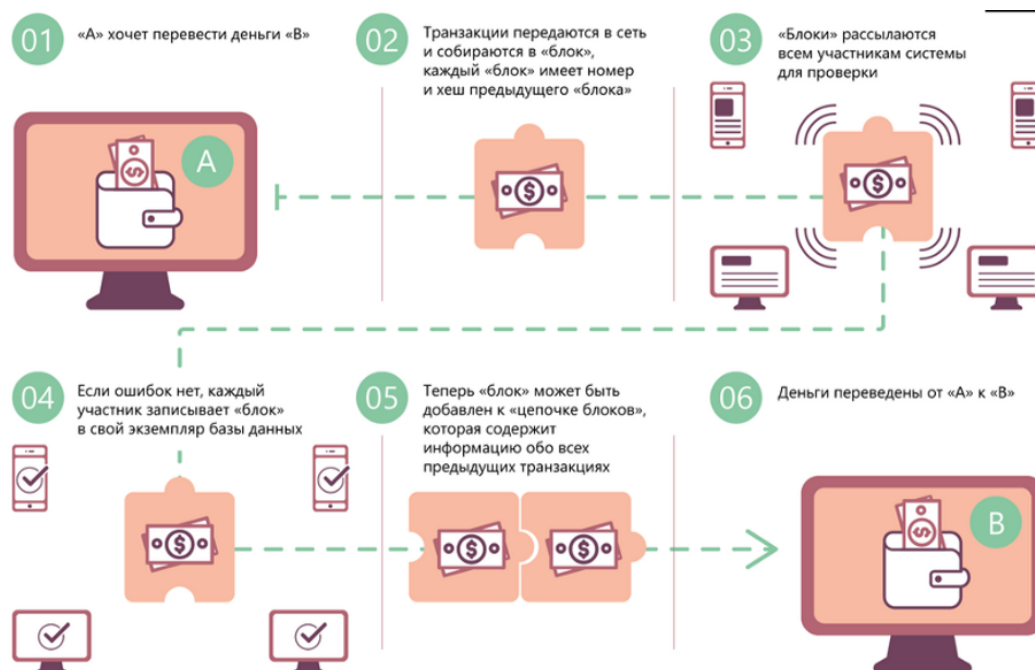 01
«А» хочет перевести деньги «В»
02
Транзакции передаются в сеть
и собираются в «блок»,
каждый «блок» имеет номер
и хеш предыдущего «блока»
03
«Блоки» рассылаются
всем участникам системы
для проверки
A
04
Если ошибок нет, каждый
участник записывает «блок»
в свой экземпляр базы данных
05
Теперь «блок» может быть
добавлен к «цепочке блоков»,
которая содержит
информацию обо всех
предыдущих транзакциях
06
Деньги переведены от «А» к «В»
B